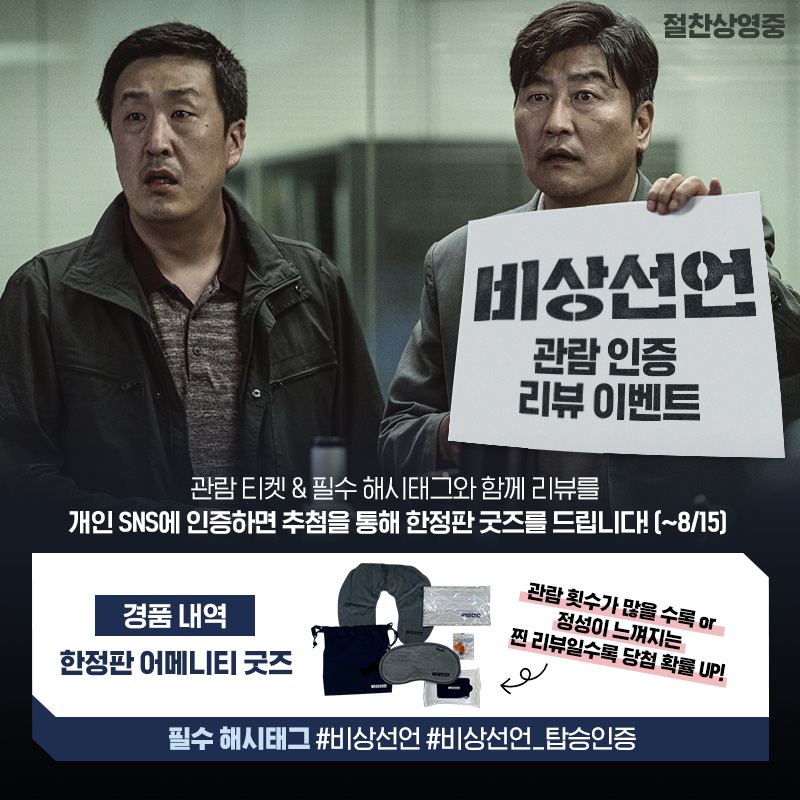 절찬상영중
비상선언
관람 인증
리뷰 이벤트
관람 티켓 & 필수 해시태그와 함께 리뷰를
개인 SNS에 인증하면 추첨을 통해 한정판 굿즈를 드립니다! (~8/15)
경품 내역
한정판 어메니티 굿즈
비상선언
관람 횟수가 많을 수록 or
정성이 느껴지는
찐 리뷰일수록 당첨 확률 UP!
필수 해시태그 #비상선언 #비상선언_탑승인증